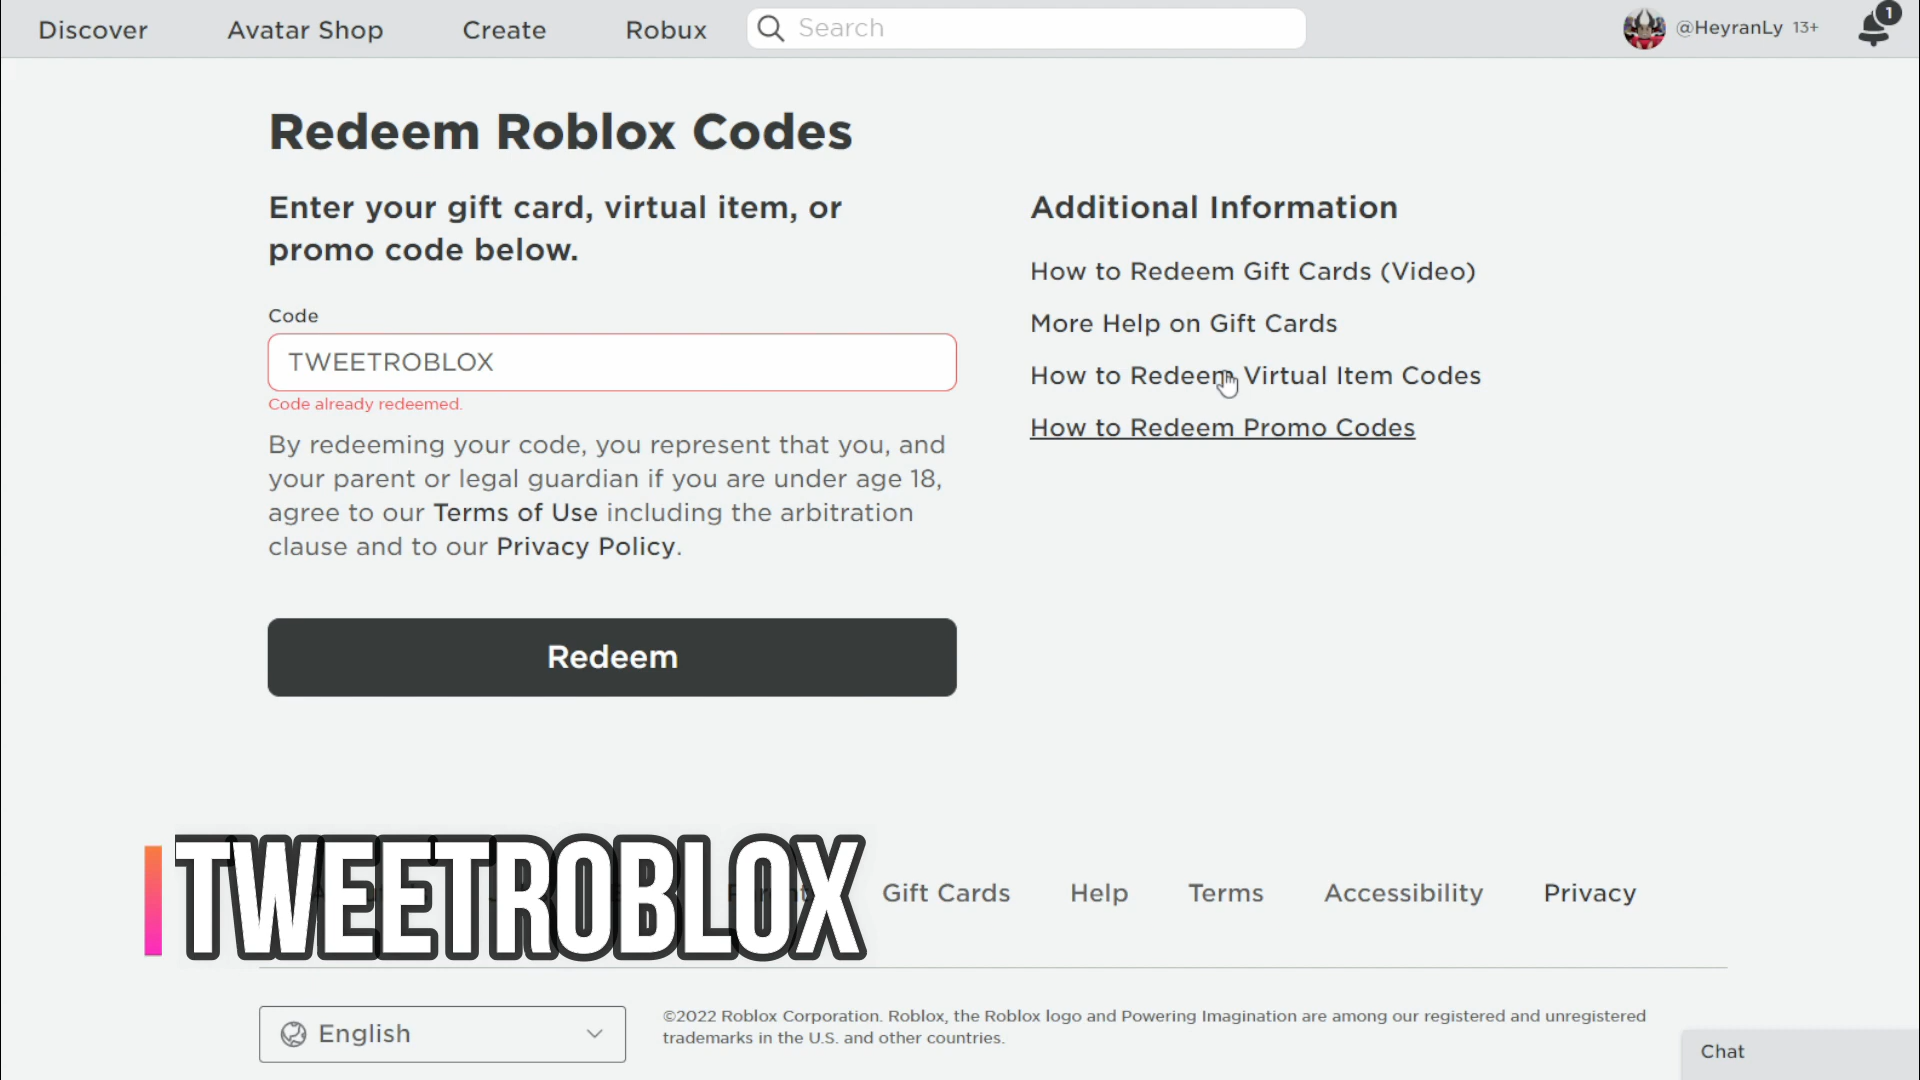 Discover Avatar Shop Create Robux Search @HeyranLy 13+ 1
Redeem Roblox Codes
Enter your gift card, virtual item, or
promo code below.
Code
TWEETROBLOX
Code already redeemed.
By redeeming your code, you represent that you, and
your parent or legal guardian if you are under age 18,
agree to our Terms of Use including the arbitration
clause and to our Privacy Policy.
Redeem
Additional Information
How to Redeem Gift Cards (Video)
More Help on Gift Cards
How to Redeem Virtual Item Codes
How to Redeem Promo Codes
TWEETROBLOX
Gift Cards Help Terms Accessibility Privacy
English
©2022 Roblox Corporation. Roblox, the Roblox logo and Powering Imagination are among our registered and unregistered
trademarks in the U.S. and other countries.
Chat